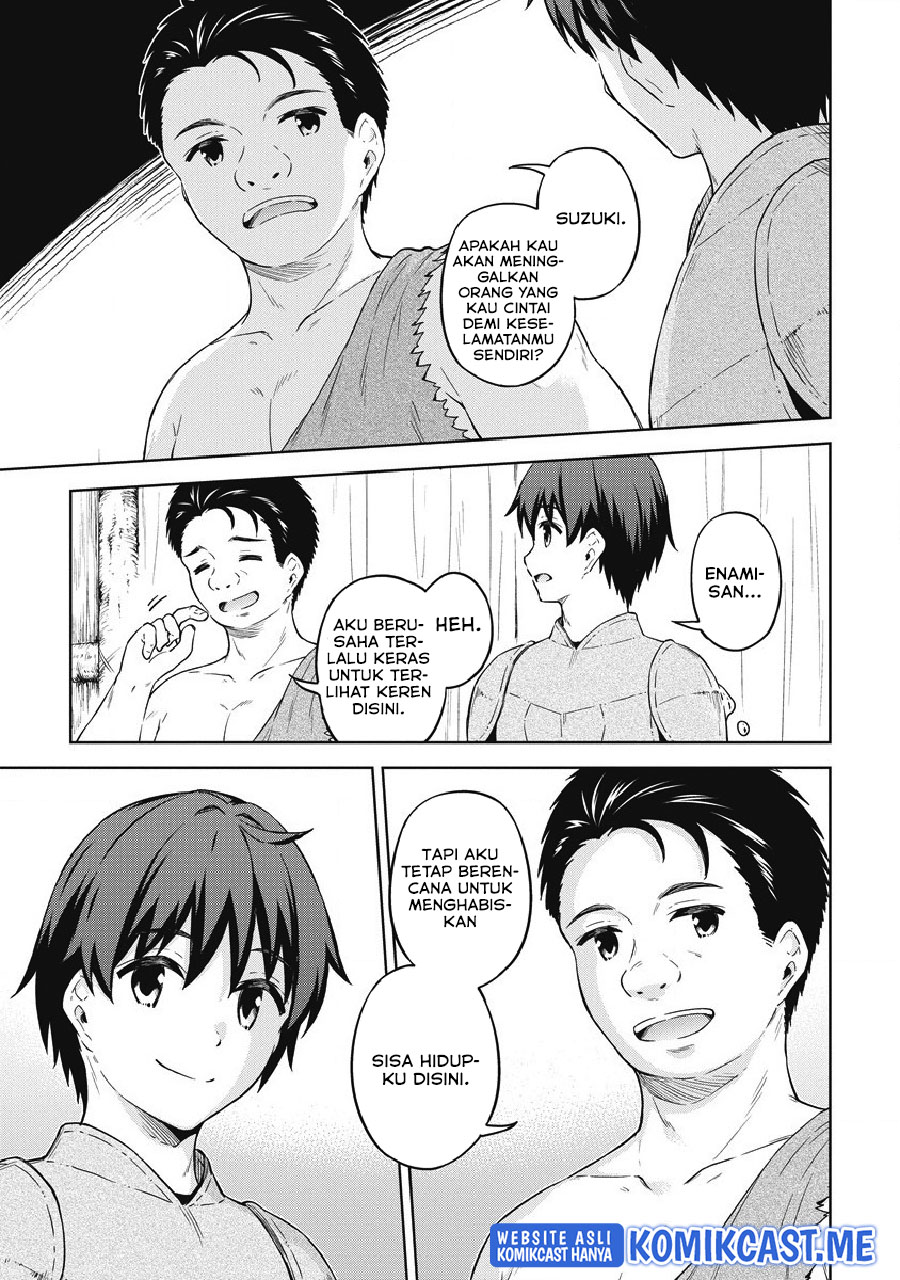 SUZUKI.
APAKAH KAU
AKAN MENING-
GALKAN
ORANG YANG
KAU CINTAI
DEMI KESE-
LAMATANMU
SENDIRI?
ENAMI-
SAN...
HEH.
AKU BERU-
SAHA TER-
LALU KERAS
UNTUK TER-
LIHAT KEREN
DISINI.
TAPI AKU
TETAP BEREN-
CANA UNTUK
MENGHABIS-
KAN
SISA HIDUP-
KU DISINI.
WEBSITE ASLI
KOMIKCAST HANYA
KOMIKCAST.ME